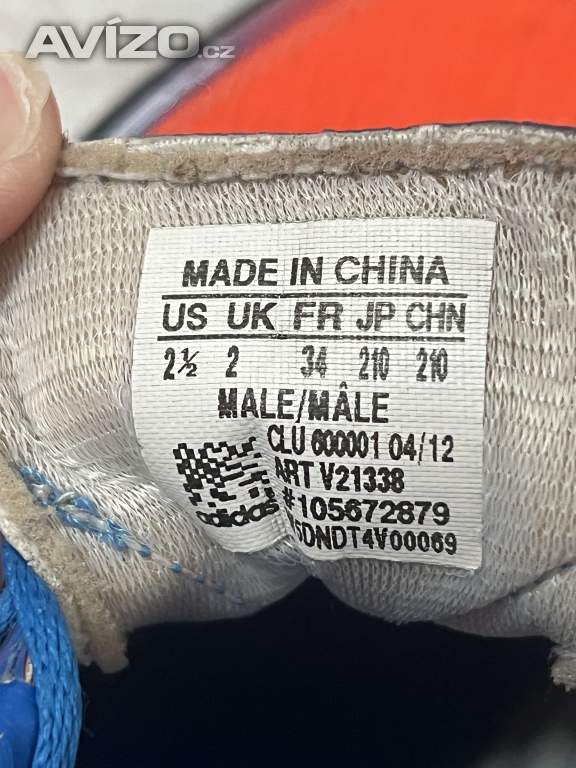 AVÍZO.cz
MADE IN CHINA
US UK FR JP CHN
2½ 2 34 210 210
MALE/MÂLE
CLU 600001 04/12
ART V21338
#105672879
adidas
5DNDT4V00069